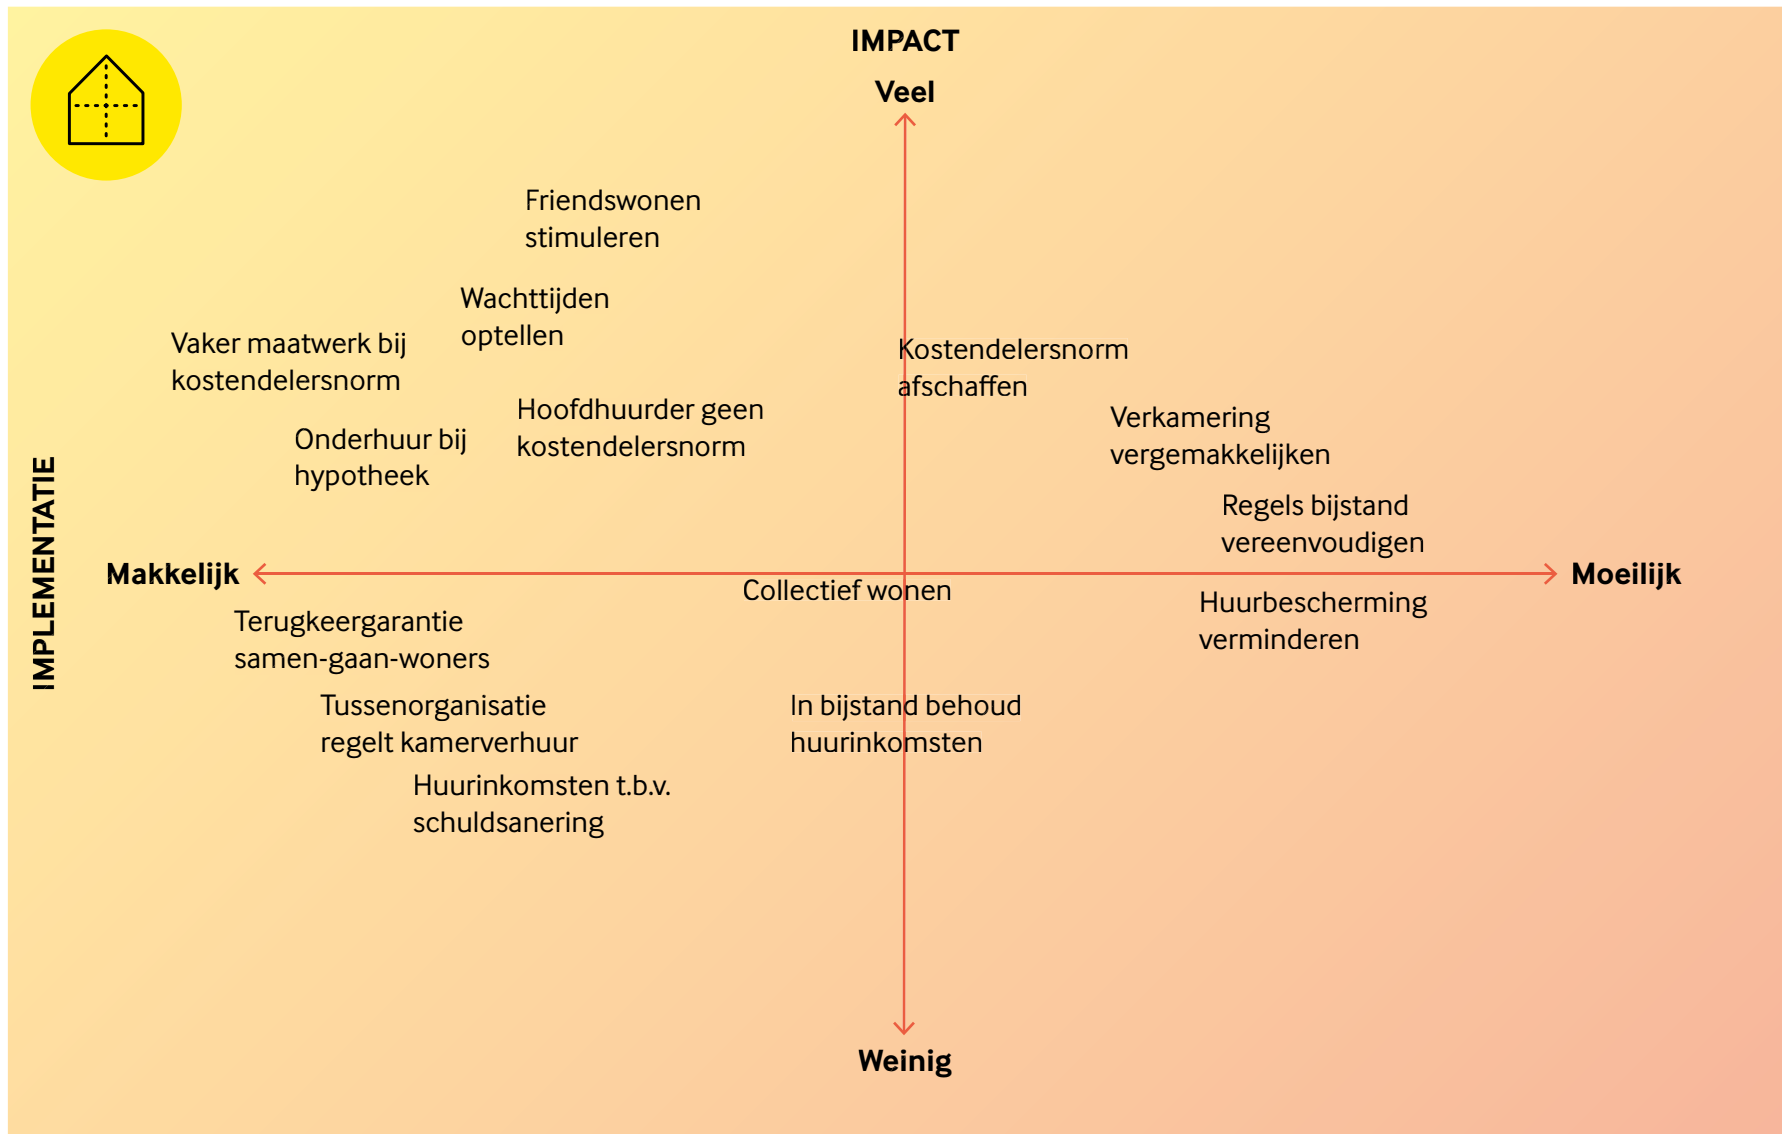 IMPACT
Veel
Friendswonen
stimuleren
Wachttijden
optellen
Vaker maatwerk bij
kostendelersnorm
Kostendelersnorm
afschaffen
Hoofdhuurder geen
kostendelersnorm
Verkamering
vergemakkelijken
Onderhuur bij
hypotheek
Regels bijstand
vereenvoudigen
IMPLEMENTATIE
Makkelijk
Moeilijk
Collectief wonen
Huurbescherming
verminderen
Terugkeergarantie
samen-gaan-woners
Tussenorganisatie
regelt kamerverhuur
In bijstand behoud
huurinkomsten
Huurinkomsten t.b.v.
schuldsanering
Weinig